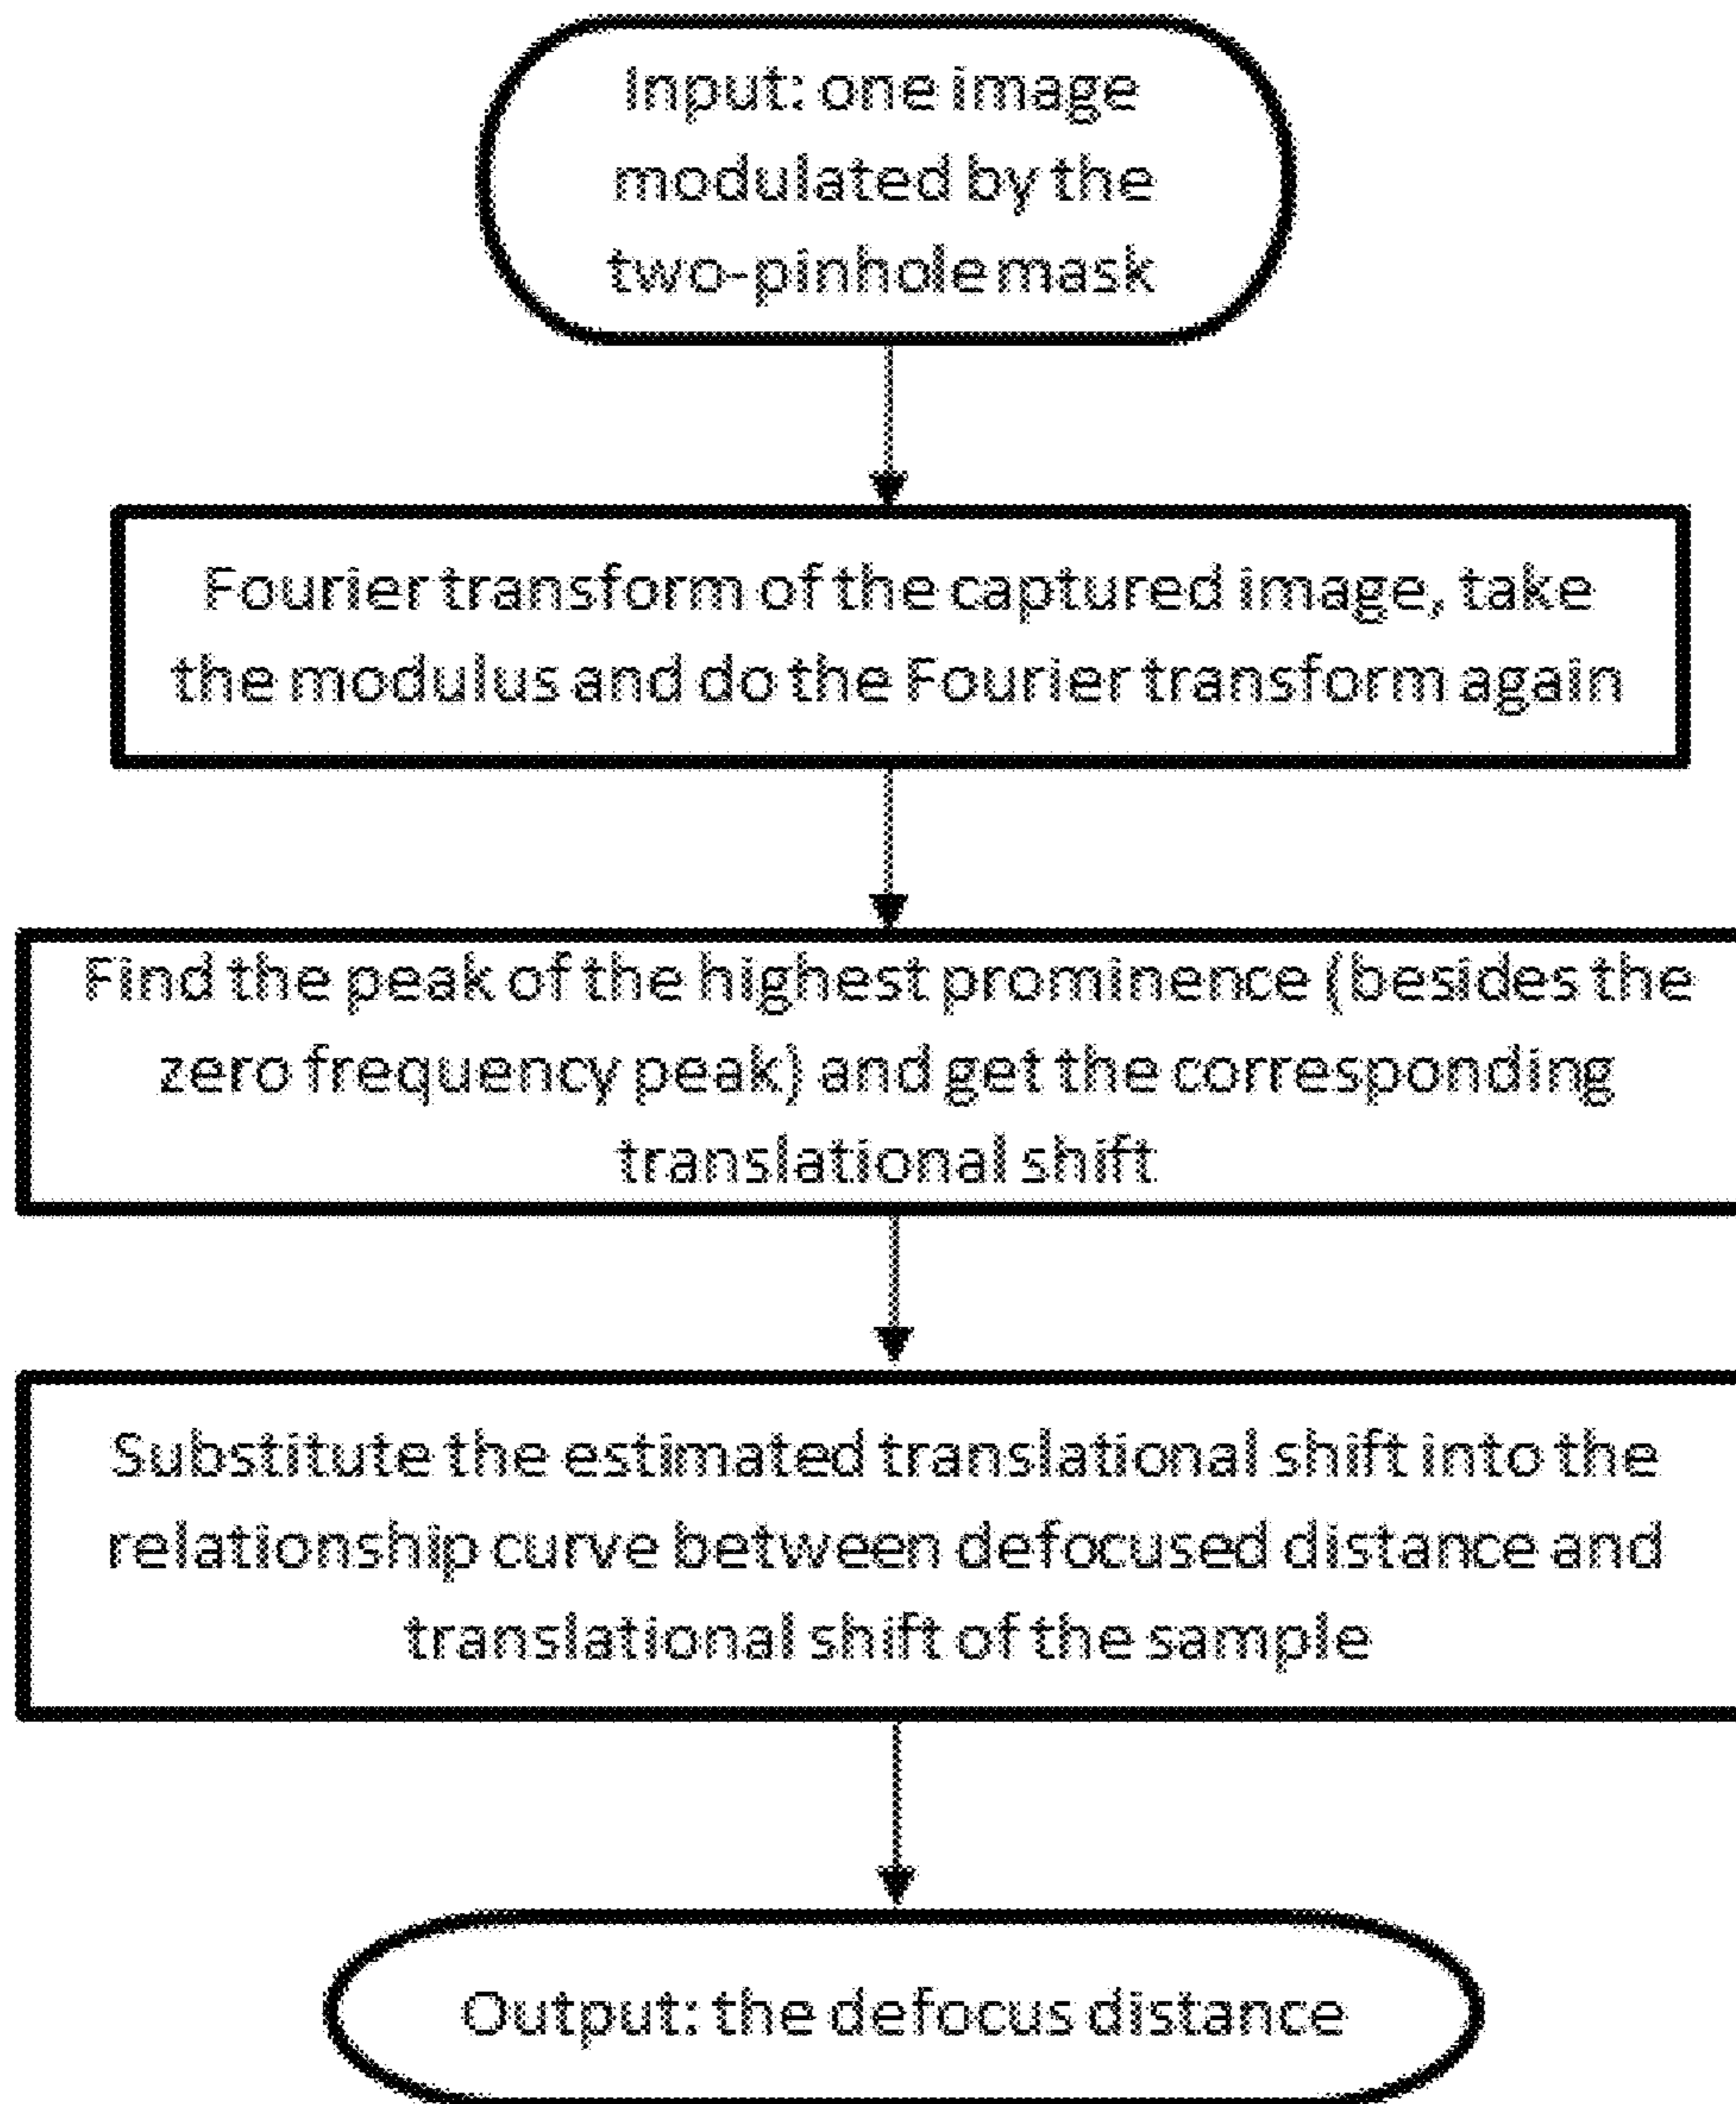 Input: one image
modulated by the
two-pinhole mask
Fourier transform of the captured image, take
the modulus and do the Fourier transform again
Find the peak of the highest prominence (besides the
zero frequency peak) and get the corresponding
translational shift
Substitute the estimated translational shift into the
relationship curve between defocused distance and
translational shift of the sample
Output: the defocus distance